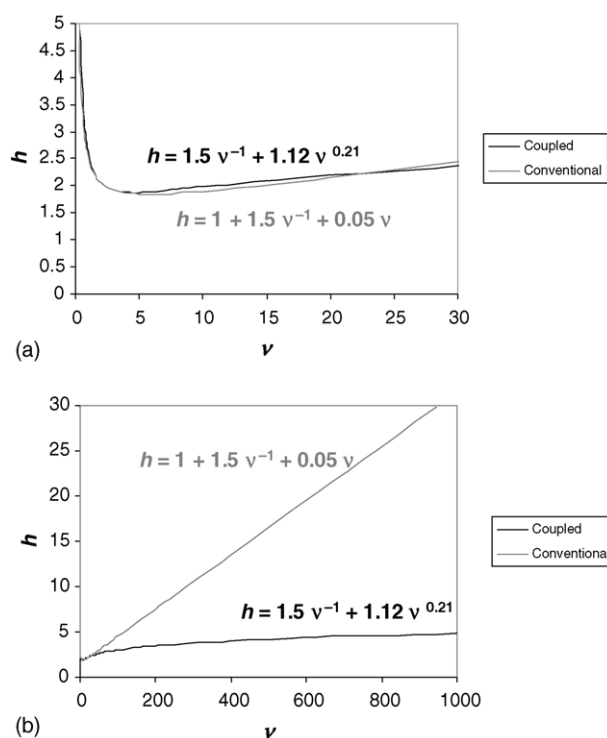 5
4.5
4
3.5
3
2.5
2
1.5
1
0.5
0
h
h = 1.5 ν⁻¹ + 1.12 ν⁰·²¹
h = 1 + 1.5 ν⁻¹ + 0.05 ν
Coupled
Conventional
0 5 10 15 20 25 30
(a)
ν
30
25
20
15
10
5
0
h
h = 1 + 1.5 ν⁻¹ + 0.05 ν
h = 1.5 ν⁻¹ + 1.12 ν⁰·²¹
Coupled
Conventional
0 200 400 600 800 1000
(b)
ν